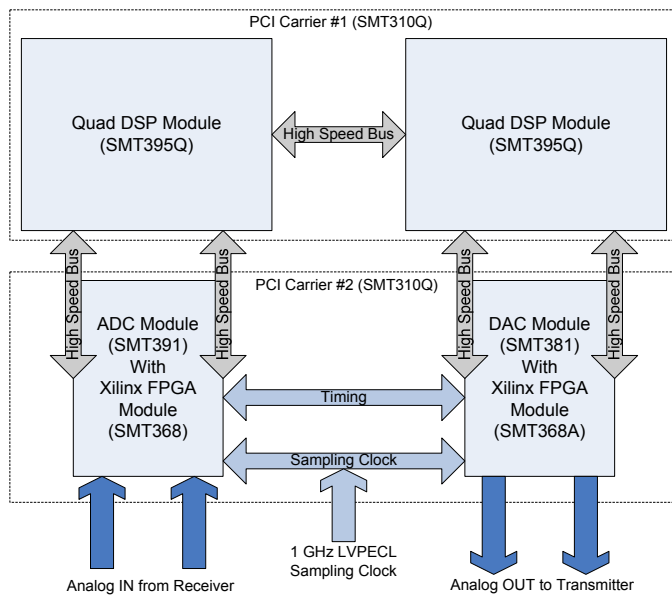 PCI Carrier #1 (SMT310Q)
Quad DSP Module
(SMT395Q)
High Speed Bus
Quad DSP Module
(SMT395Q)
High Speed Bus
High Speed Bus
High Speed Bus
High Speed Bus
PCI Carrier #2 (SMT310Q)
ADC Module
(SMT391)
With
Xilinx FPGA
Module
(SMT368)
DAC Module
(SMT381)
With
Xilinx FPGA
Module
(SMT368A)
Timing
Sampling Clock
1 GHz LVPECL
Sampling Clock
Analog IN from Receiver
Analog OUT to Transmitter